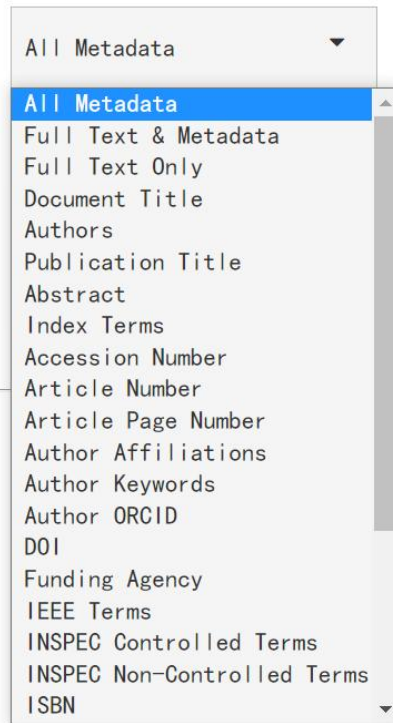 All Metadata
All Metadata
Full Text & Metadata
Full Text Only
Document Title
Authors
Publication Title
Abstract
Index Terms
Accession Number
Article Number
Article Page Number
Author Affiliations
Author Keywords
Author ORCID
DOI
Funding Agency
IEEE Terms
INSPEC Controlled Terms
INSPEC Non-Controlled Terms
ISBN